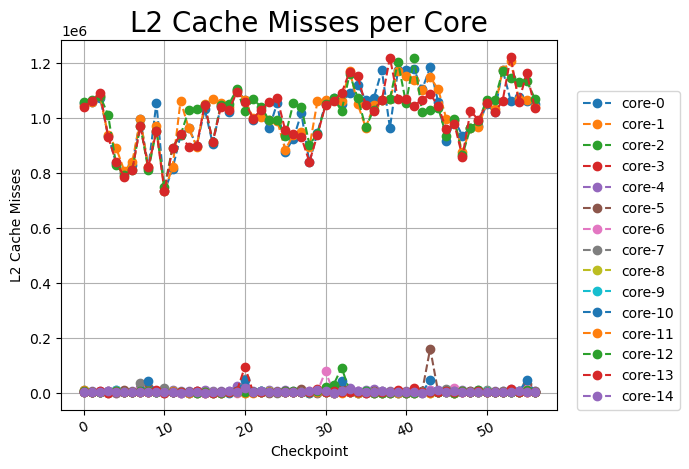 L2 Cache Misses per Core
1e6
1.2
1.0
0.8
0.6
0.4
0.2
0.0
L2 Cache Misses
0
10
20
30
40
50
Checkpoint
core-0
core-1
core-2
core-3
core-4
core-5
core-6
core-7
core-8
core-9
core-10
core-11
core-12
core-13
core-14